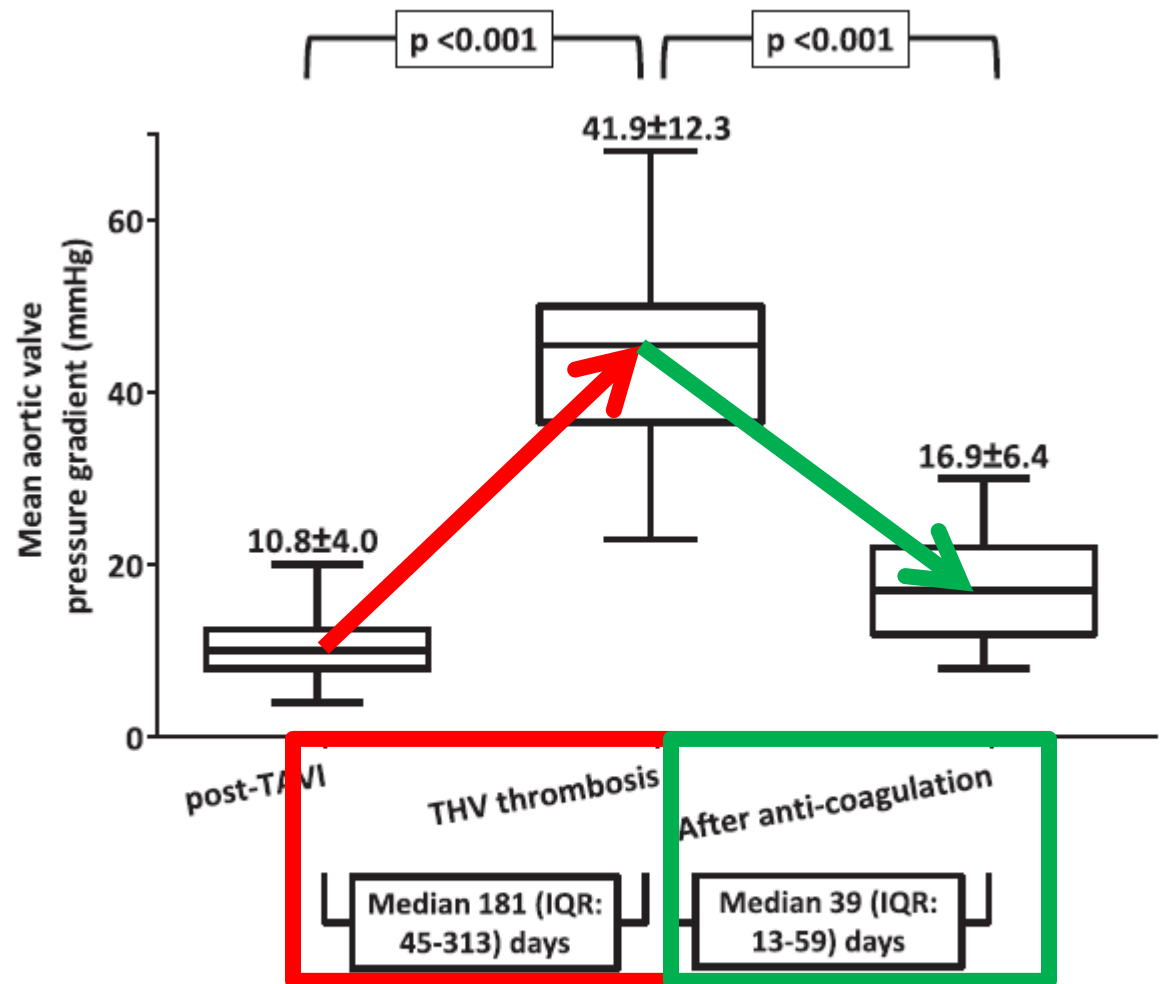 p <0.001
p <0.001
41.9±12.3
60
40
20
0
Mean aortic valve
pressure gradient (mmHg)
10.8±4.0
16.9±6.4
post-TAVI
THV thrombosis
After anti-coagulation
Median 181 (IQR:
45-313) days
Median 39 (IQR:
13-59) days